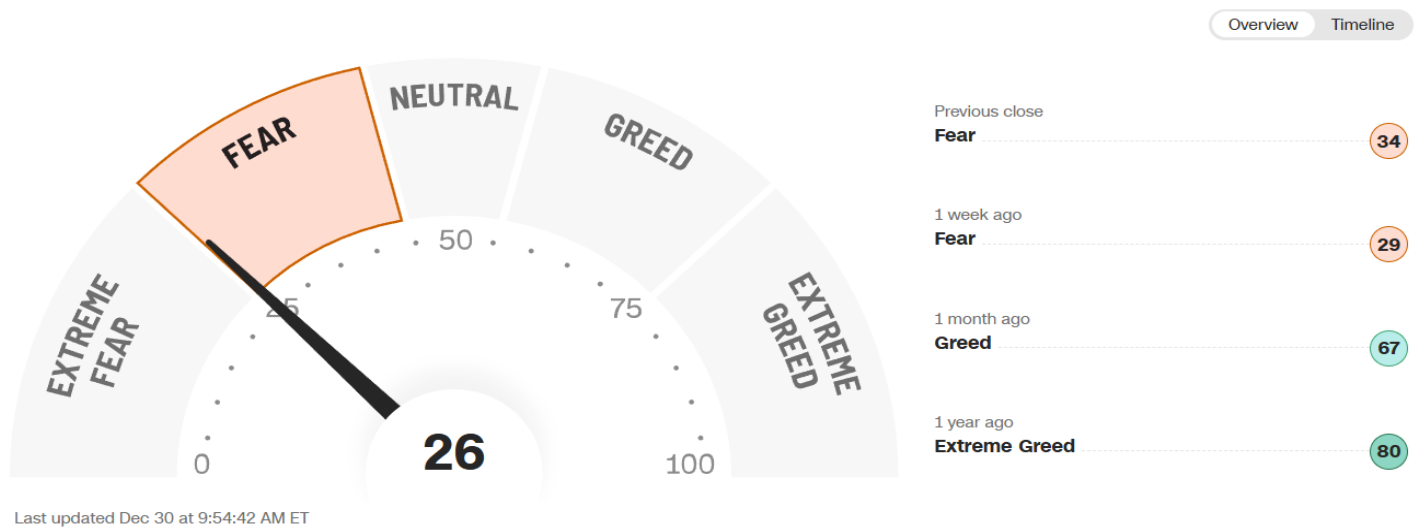 Overview Timeline
EXTREME
FEAR
FEAR
NEUTRAL
GREED
EXTREME
GREED
0
25
50
75
100
26
Last updated Dec 30 at 9:54:42 AM ET
Previous close
Fear 34
1 week ago
Fear 29
1 month ago
Greed 67
1 year ago
Extreme Greed 80